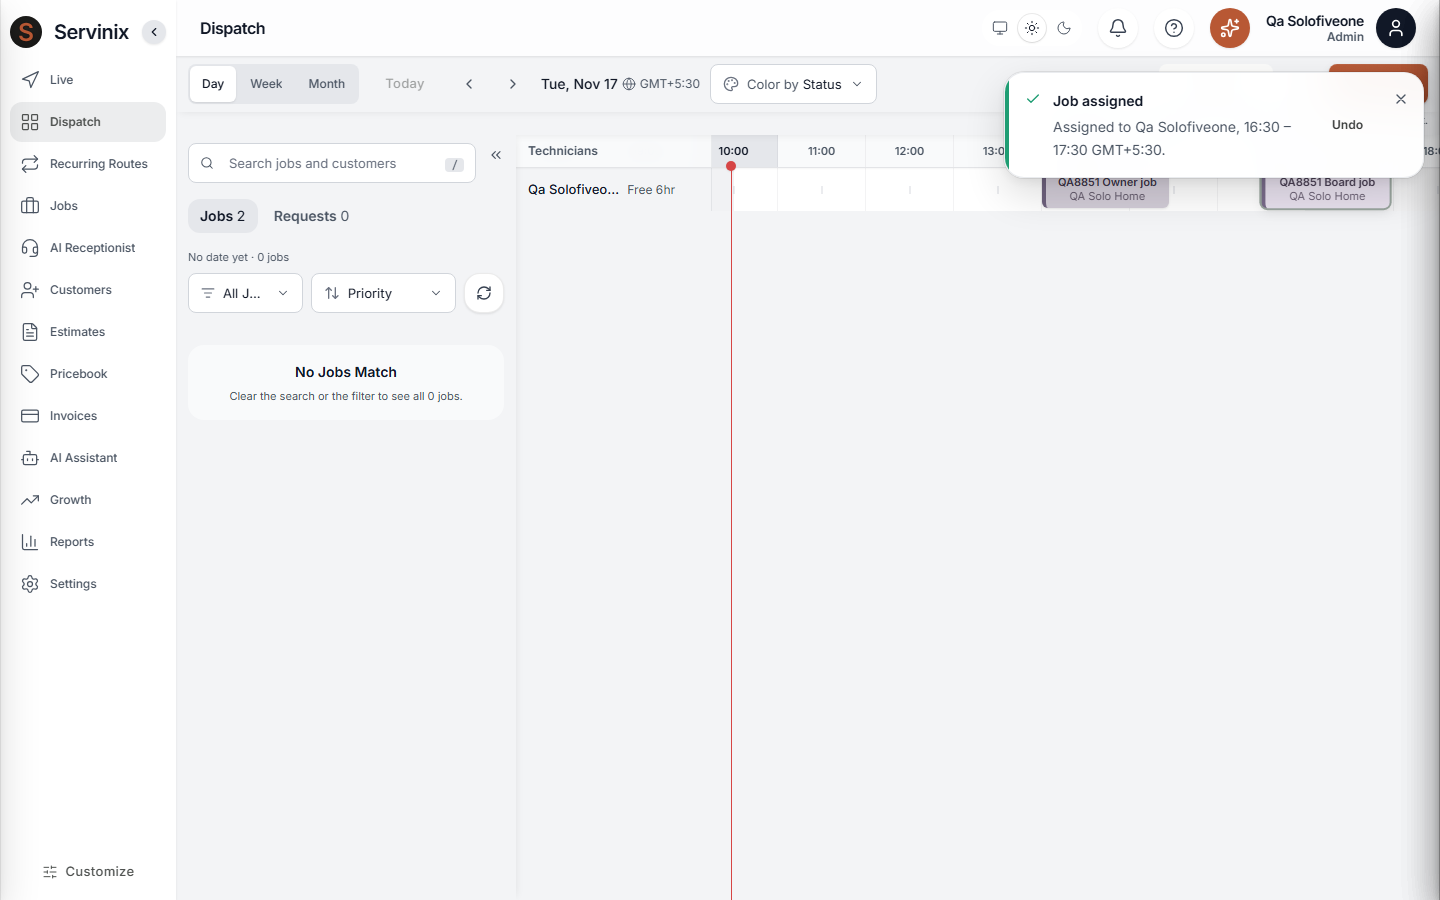 Servinix
Dispatch
Qa Solofiveone
Admin
Live
Dispatch
Recurring Routes
Jobs
AI Receptionist
Customers
Estimates
Pricebook
Invoices
AI Assistant
Growth
Reports
Settings
Customize
Day Week Month Today Tue, Nov 17 GMT+5:30 Color by Status
Job assigned
Assigned to Qa Solofiveone, 16:30 –
17:30 GMT+5:30.
Undo
Search jobs and customers /
Jobs 2 Requests 0
No date yet · 0 jobs
All J... Priority
No Jobs Match
Clear the search or the filter to see all 0 jobs.
Technicians 10:00 11:00 12:00 13:0 18:0
Qa Solofiveo... Free 6hr
QA8851 Owner job
QA Solo Home
QA8851 Board job
QA Solo Home